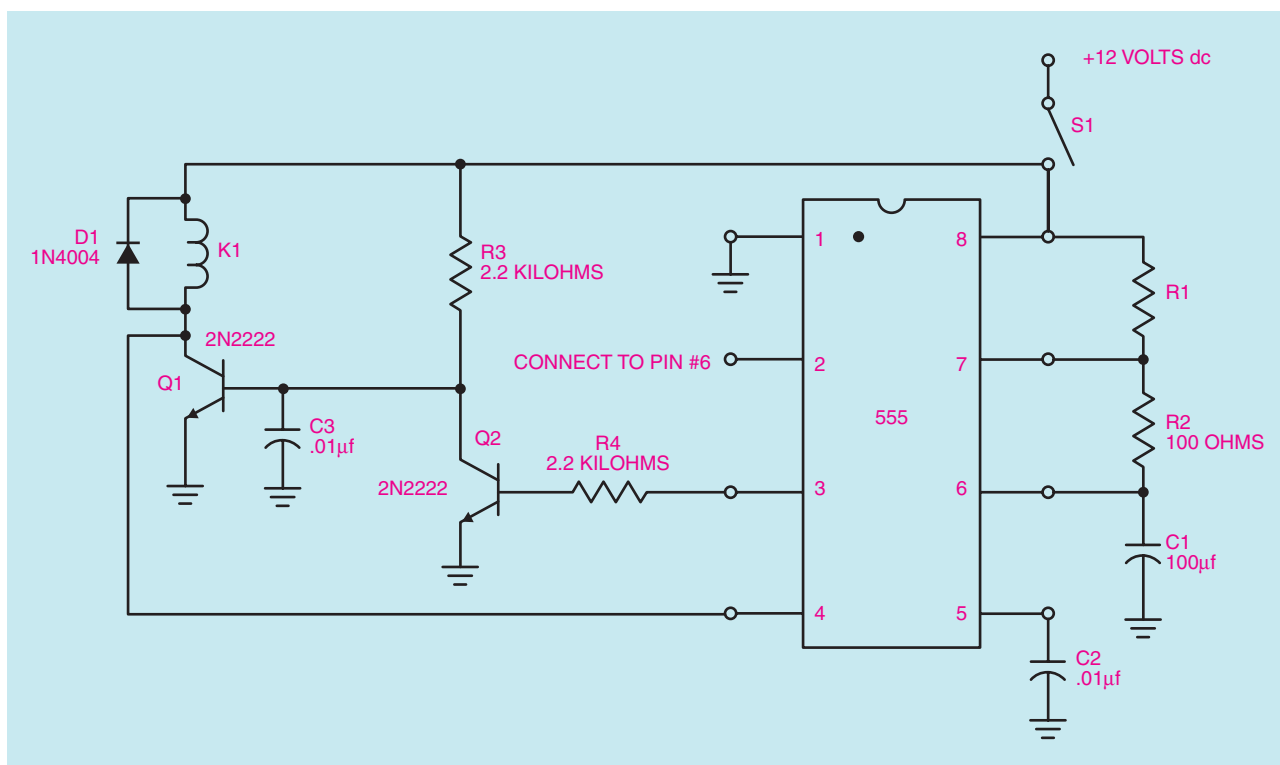 +12 VOLTS dc
S1
D1
1N4004
K1
R3
2.2 KILOHMS
1
8
R1
2N2222
Q1
CONNECT TO PIN #6
2
7
C3
.01µf
Q2
R4
2.2 KILOHMS
555
R2
100 OHMS
2N2222
3
6
C1
100µf
4
5
C2
.01µf